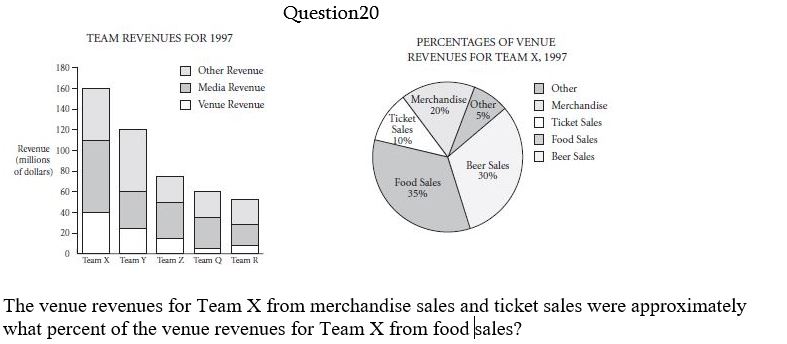 Question20
TEAM REVENUES FOR 1997
180
160
140
120
100
80
60
40
20
0
Revenue
(millions
of dollars)
Other Revenue
Media Revenue
Venue Revenue
Team X Team Y Team Z Team Q Team R
PERCENTAGES OF VENUE
REVENUES FOR TEAM X, 1997
Merchandise
20%
Other
5%
Ticket
Sales
10%
Beer Sales
30%
Food Sales
35%
Other
Merchandise
Ticket Sales
Food Sales
Beer Sales
The venue revenues for Team X from merchandise sales and ticket sales were approximately
what percent of the venue revenues for Team X from food sales?